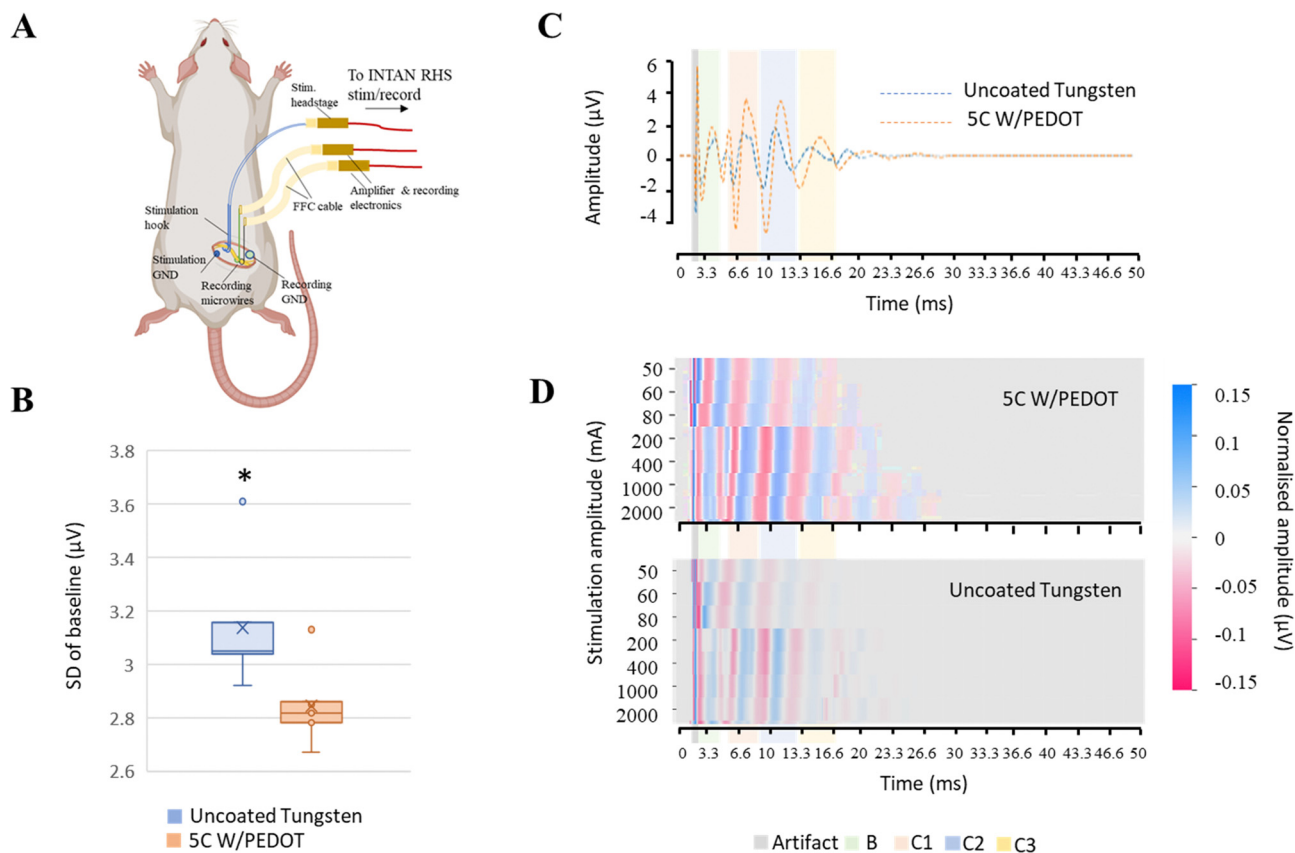 A
Stim.
headstage
To INTAN RHS
stim/record
Amplifier & recording
electronics
FFC cable
Stimulation
hook
Stimulation
GND
Recording
microwires
Recording
GND
B
SD of baseline (µV)
3.8
3.6
3.4
3.2
3
2.8
2.6
*
Uncoated Tungsten
5C W/PEDOT
C
Amplitude (µV)
6
4
2
0
-2
-4
Uncoated Tungsten
5C W/PEDOT
0 3.3 6.6 10 13.3 16.6 20 23.3 26.6 30 33.3 40 43.3 46.6 50
Time (ms)
D
Stimulation amplitude (mA)
50
60
80
200
400
1000
2000
5C W/PEDOT
50
60
80
200
400
1000
2000
Uncoated Tungsten
0 3.3 6.6 10 13.3 16.6 20 23.3 26.6 30 33.3 40 43.3 46.6 50
Time (ms)
0.15
0.1
0.05
0
-0.05
-0.1
-0.15
Normalised amplitude (µV)
Artifact B C1 C2 C3